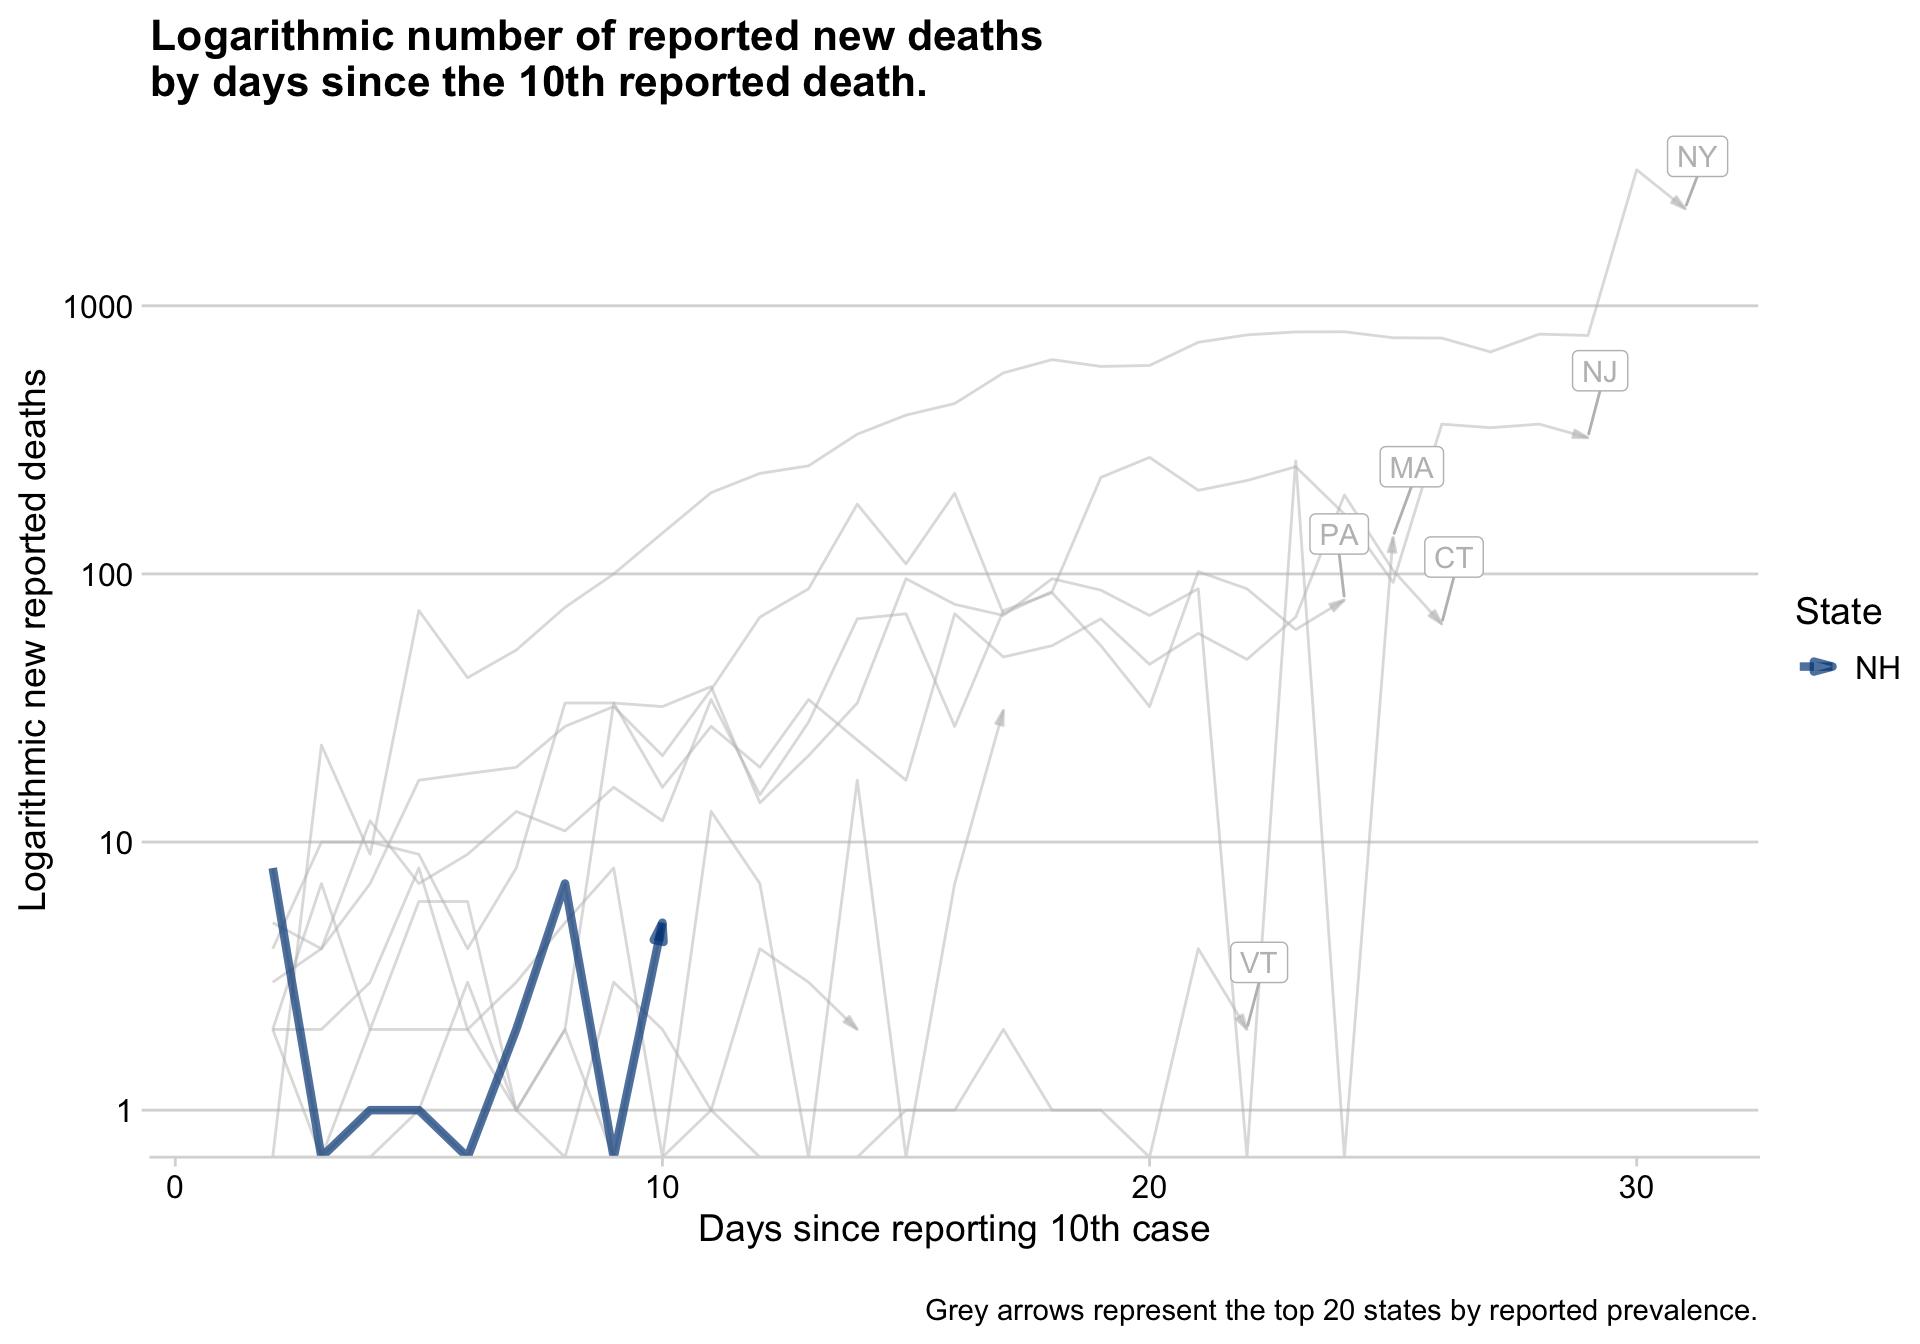 Logarithmic number of reported new deaths
by days since the 10th reported death.
NY
1000
NJ
MA
PA
CT
100
State
NH
10
VT
1
0 10 20 30
Logarithmic new reported deaths
Days since reporting 10th case
Grey arrows represent the top 20 states by reported prevalence.